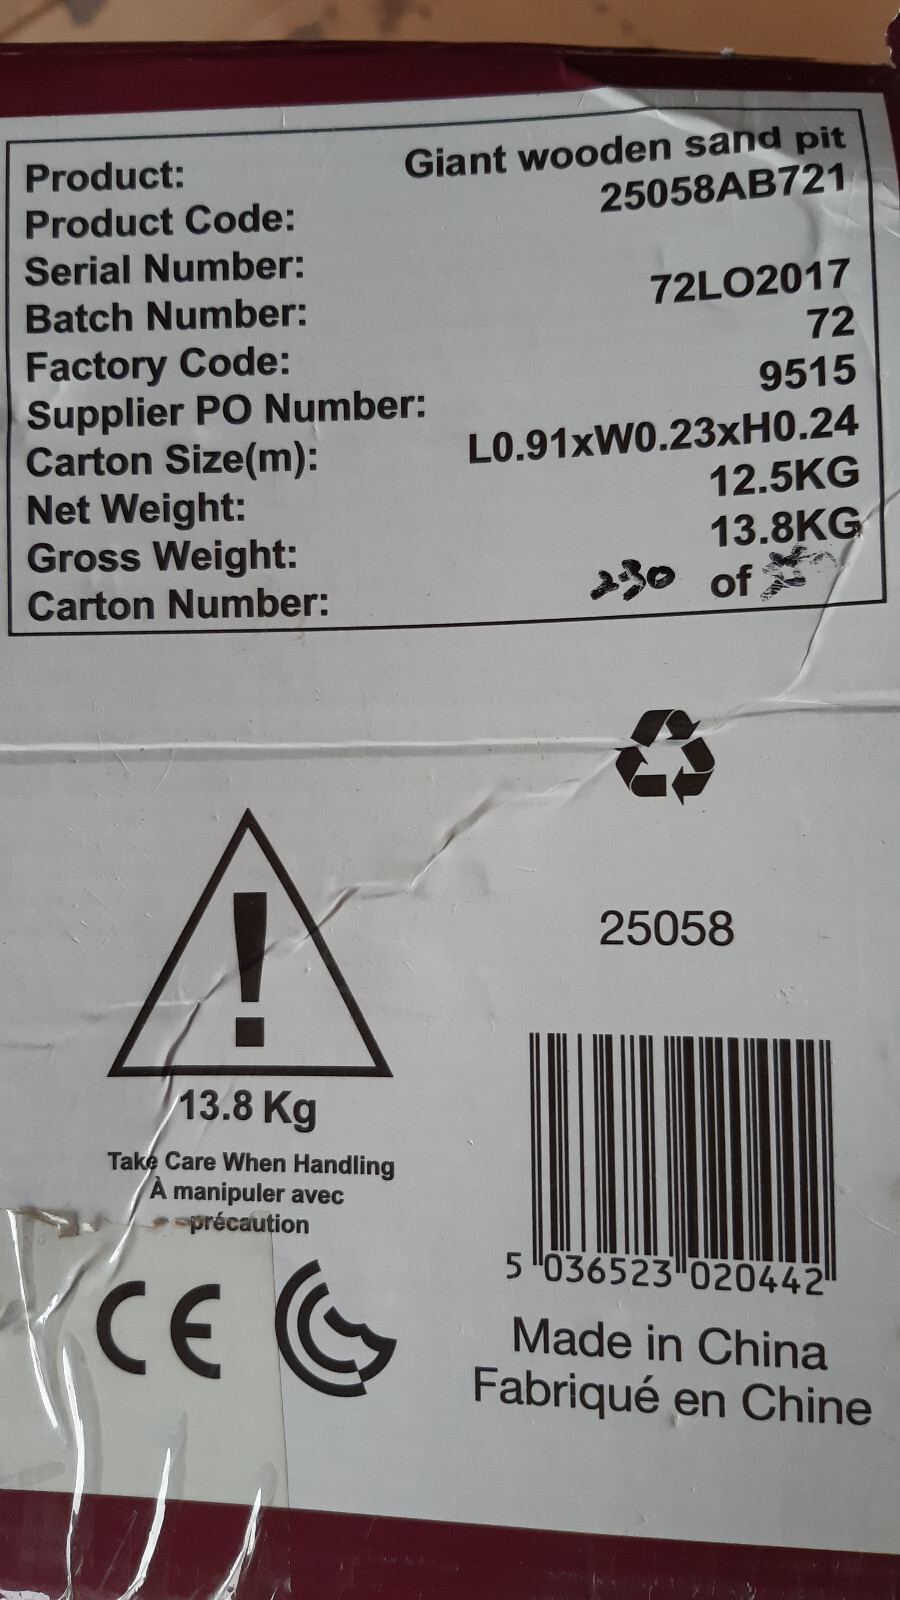 Product: Giant wooden sand pit
Product Code: 25058AB721
Serial Number:
Batch Number: 72LO2017
Factory Code: 72
Supplier PO Number: 9515
Carton Size(m): L0.91xW0.23xH0.24
Net Weight: 12.5KG
Gross Weight: 13.8KG
Carton Number: 230 of
25058
13.8 Kg
Take Care When Handling
À manipuler avec
précaution
CE
5 036523 020442
Made in China
Fabriqué en Chine